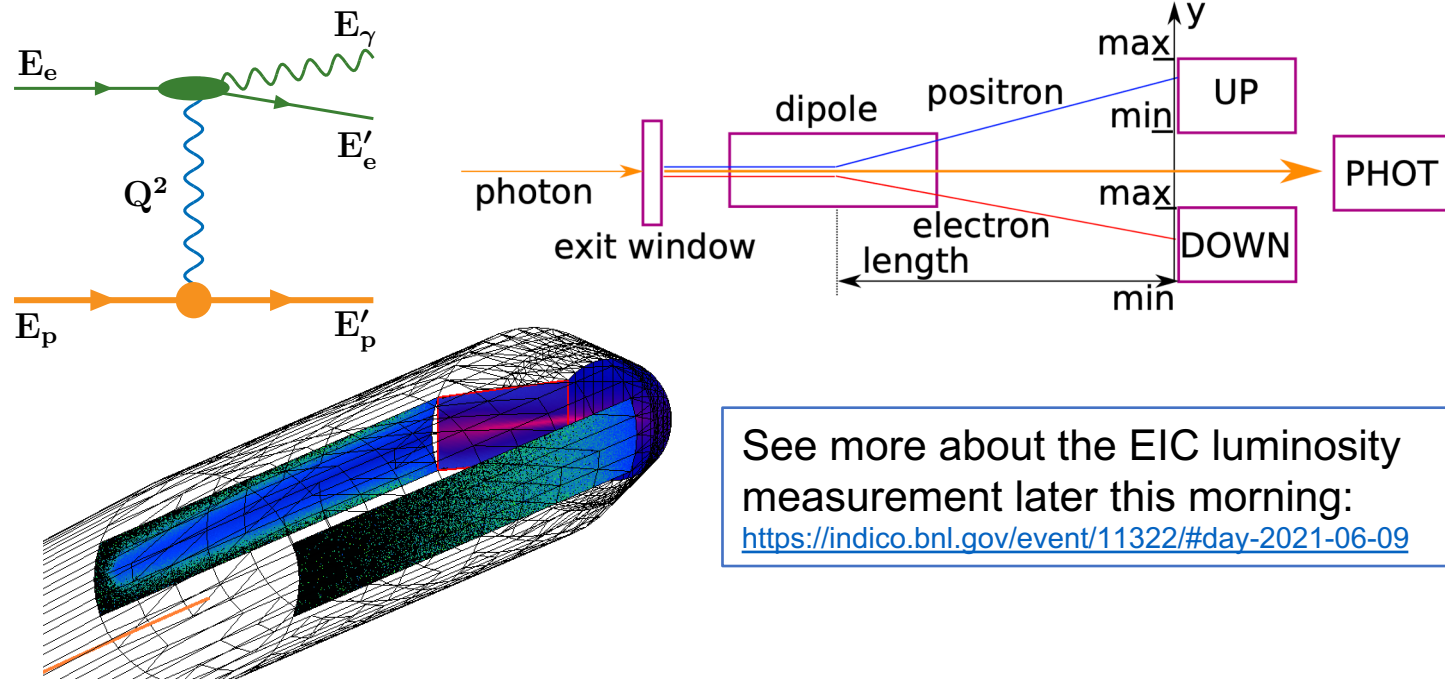 E_γ
E_e
E′_e
Q²
E_p
E′_p
y
max
UP
positron
min
dipole
photon
PHOT
max
exit window
electron
DOWN
length
min
See more about the EIC luminosity
measurement later this morning:
https://indico.bnl.gov/event/11322/#day-2021-06-09